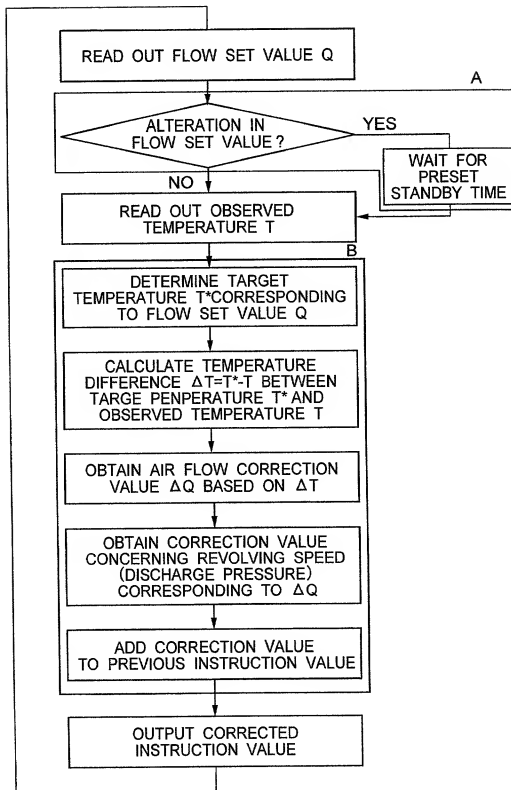 READ OUT FLOW SET VALUE Q
A
ALTERATION IN
FLOW SET VALUE?
YES
WAIT FOR
PRESET
STANDBY TIME
NO
READ OUT OBSERVED
TEMPERATURE T
B
DETERMINE TARGET
TEMPERATURE T*CORRESPONDING
TO FLOW SET VALUE Q
CALCULATE TEMPERATURE
DIFFERENCE ΔT=T*-T BETWEEN
TARGE PENPERATURE T* AND
OBSERVED TEMPERATURE T
OBTAIN AIR FLOW CORRECTION
VALUE ΔQ BASED ON ΔT
OBTAIN CORRECTION VALUE
CONCERNING REVOLVING SPEED
(DISCHARGE PRESSURE)
CORRESPONDING TO ΔQ
ADD CORRECTION VALUE
TO PREVIOUS INSTRUCTION VALUE
OUTPUT CORRECTED
INSTRUCTION VALUE